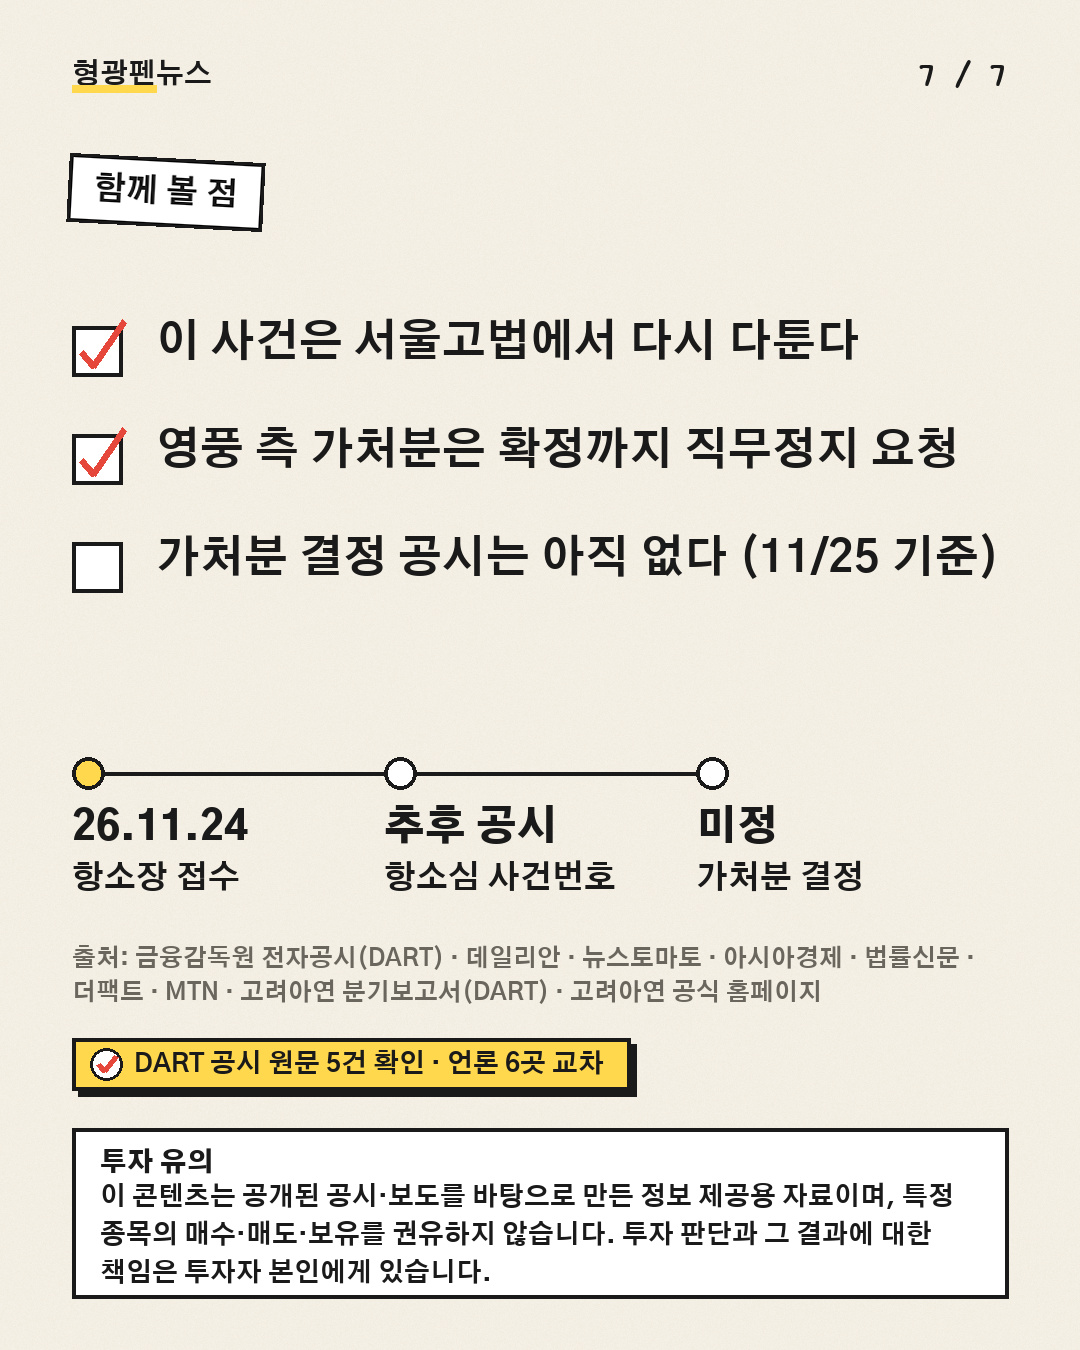 형광펜뉴스
7 / 7
함께 볼 점
이 사건은 서울고법에서 다시 다툰다
영풍 측 가처분은 확정까지 직무정지 요청
가처분 결정 공시는 아직 없다 (11/25 기준)
26.11.24
추후 공시
미정
항소장 접수
항소심 사건번호
가처분 결정
출처: 금융감독원 전자공시(DART) · 데일리안 · 뉴스토마토 · 아시아경제 · 법률신문 ·
더팩트 · MTN · 고려아연 분기보고서(DART) · 고려아연 공식 홈페이지
DART 공시 원문 5건 확인 · 언론 6곳 교차
투자 유의
이 콘텐츠는 공개된 공시·보도를 바탕으로 만든 정보 제공용 자료이며, 특정
종목의 매수·매도·보유를 권유하지 않습니다. 투자 판단과 그 결과에 대한
책임은 투자자 본인에게 있습니다.